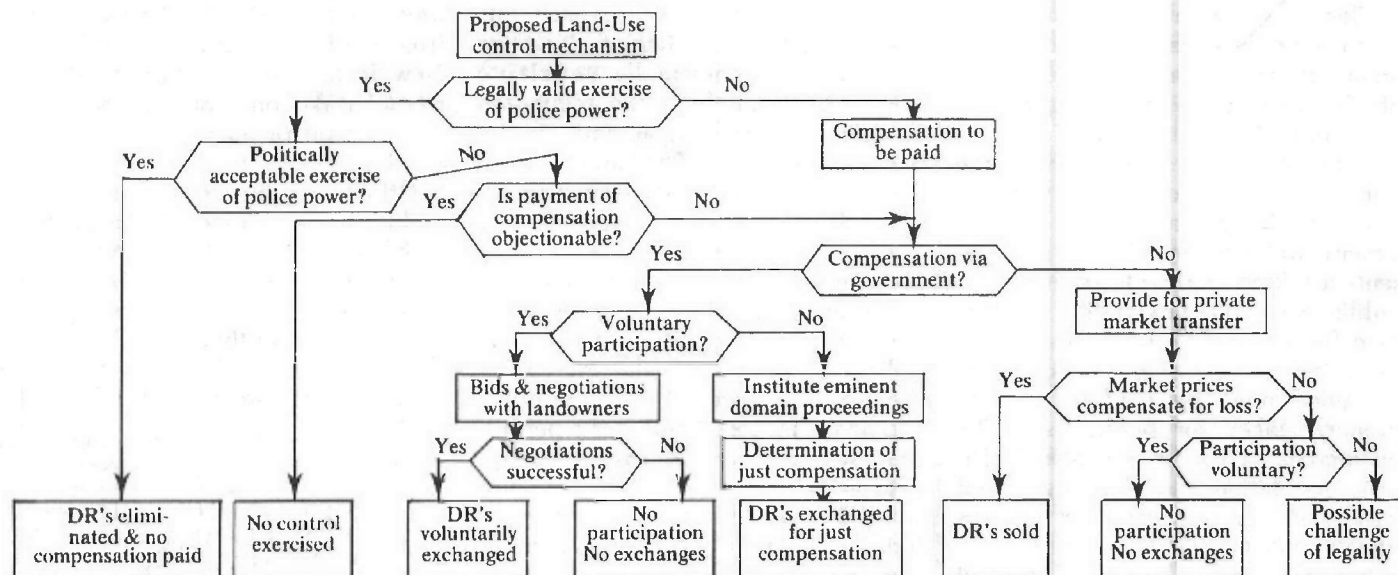 Proposed Land-Use
control mechanism
Yes
Legally valid exercise
of police power?
No
Compensation to
be paid
Yes
Politically
acceptable exercise
of police power?
No
Yes
Is payment of
compensation
objectionable?
No
Yes
Compensation via
government?
No
Provide for private
market transfer
Yes
Voluntary
participation?
No
Bids & negotiations
with landowners
Institute eminent
domain proceedings
Yes
Market prices
compensate for loss?
No
Yes
Negotiations
successful?
No
Determination of
just compensation
Yes
Participation
voluntary?
No
DR's elimi-
nated & no
compensation paid
No control
exercised
DR's
voluntarily
exchanged
No
participation
No exchanges
DR's exchanged
for just
compensation
DR's sold
No
participation
No exchanges
Possible
challenge
of legality